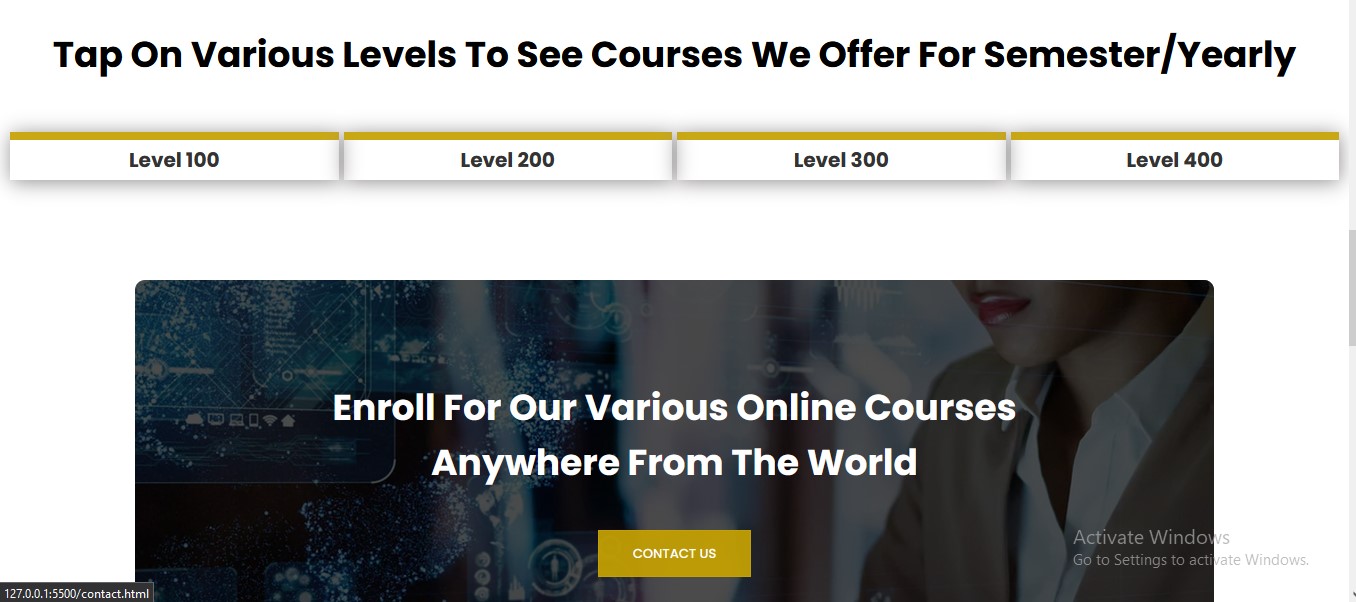 Tap On Various Levels To See Courses We Offer For Semester/Yearly
Level 100
Level 200
Level 300
Level 400
Enroll For Our Various Online Courses
Anywhere From The World
CONTACT US
Activate Windows
Go to Settings to activate Windows.
127.0.0.1:5500/contact.html